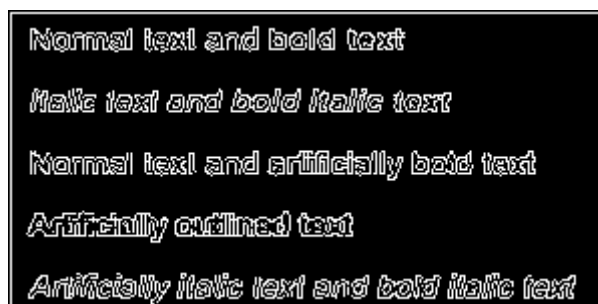 Normal text and bold text
Italic text and bold italic text
Normal text and artificially bold text
Artificially outlined text
Artificially italic text and bold italic text